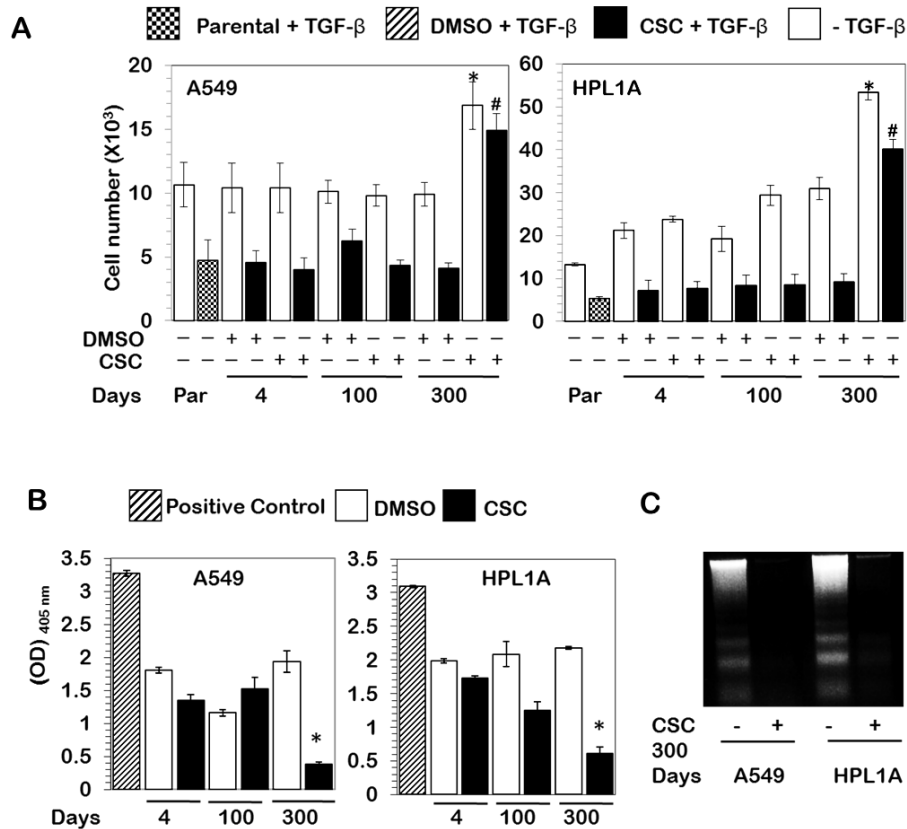 A
Parental + TGF-β DMSO + TGF-β CSC + TGF-β - TGF-β
Cell number (X10³)
A549
20
15
10
5
0
*
#
HPL1A
60
50
40
30
20
10
0
*
#
DMSO – – + + – – + + – – + + – – – – + + – – + + – – + + – –
CSC – – – – + + – – + + – – + + – – – – + + – – + + – – + +
Days Par 4 100 300 Par 4 100 300
B
Positive Control DMSO CSC
(OD) 405 nm
A549
3.5
3
2.5
2
1.5
1
0.5
0
*
HPL1A
3.5
3
2.5
2
1.5
1
0.5
0
*
Days 4 100 300 4 100 300
C
CSC - + - +
300
Days A549 HPL1A